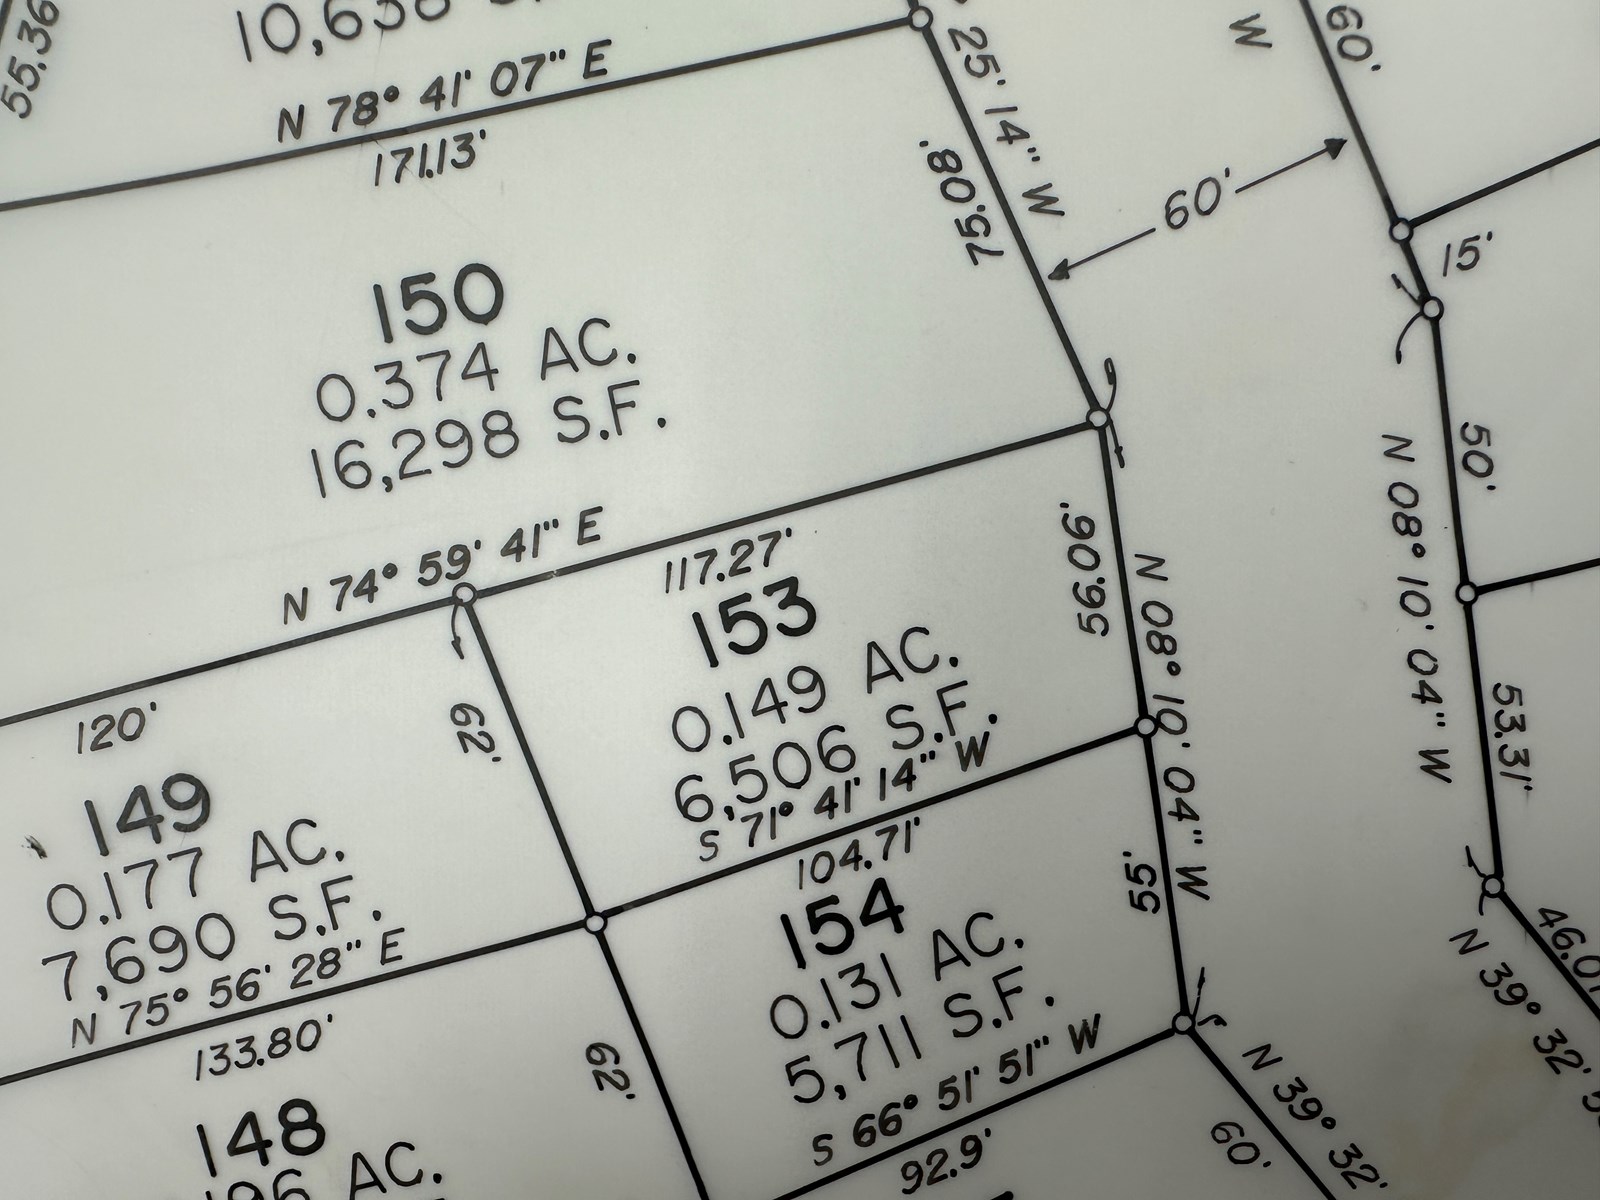 55.36
N 78° 41' 07" E
171.13'
25' 14" W
75.08'
W
60'
60'
15'
150
0.374 AC.
16,298 S.F.
N 74° 59' 41" E
117.27'
153
0.149 AC.
6,506 S.F.
S 71° 41' 14" W
104.71'
56.06'
N 08° 10' 04" W
50'
N 08° 10' 04" W
53.31'
120'
62'
149
0.177 AC.
7,690 S.F.
N 75° 56' 28" E
133.80'
154
0.131 AC.
5,711 S.F.
S 66° 51' 51" W
92.9'
55'
62'
148
AC.
N 39° 32'
60'
N 39° 32'